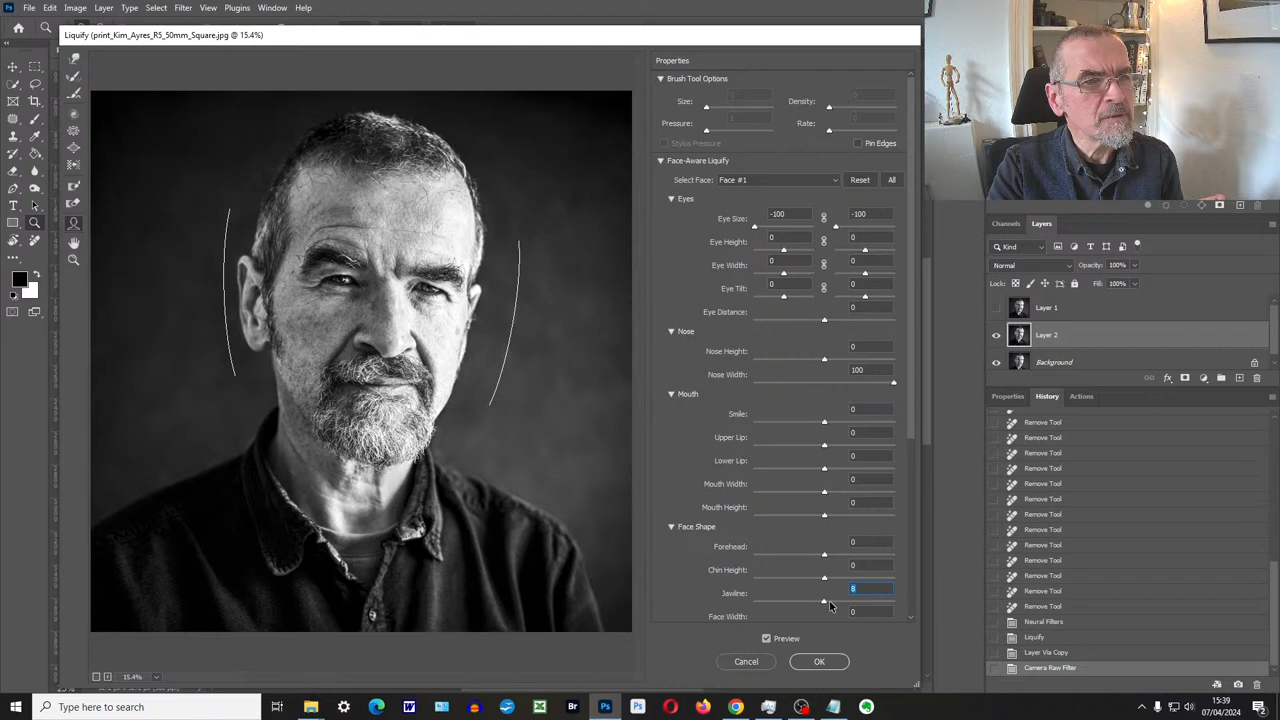 File Edit Image Layer Type Select Filter View Plugins Window Help
Liquify (print_Kim_Ayres_R5_50mm_Square.jpg @ 15.4%)
Properties
Brush Tool Options
Size: Density:
Pressure: Rate:
Stylus Pressure Pin Edges
Face-Aware Liquify
Select Face: Face #1 Reset All
Eyes
Eye Size: -100 -100
Eye Height: 0 0
Eye Width: 0 0
Eye Tilt: 0 0
Eye Distance: 0
Nose
Nose Height: 0
Nose Width: 100
Mouth
Smile: 0
Upper Lip: 0
Lower Lip: 0
Mouth Width: 0
Mouth Height: 0
Face Shape
Forehead: 0
Chin Height: 0
Jawline: 8
Face Width: 0
Preview
Cancel OK
15.4%
Channels Layers
Kind
Normal Opacity: 100%
Lock: Fill: 100%
Layer 1
Layer 2
Background
Properties History Actions
Remove Tool
Remove Tool
Remove Tool
Remove Tool
Remove Tool
Remove Tool
Remove Tool
Remove Tool
Remove Tool
Remove Tool
Remove Tool
Remove Tool
Remove Tool
Neural Filters
Liquify
Layer Via Copy
Camera Raw Filter
Type here to search
15:39
07/04/2024